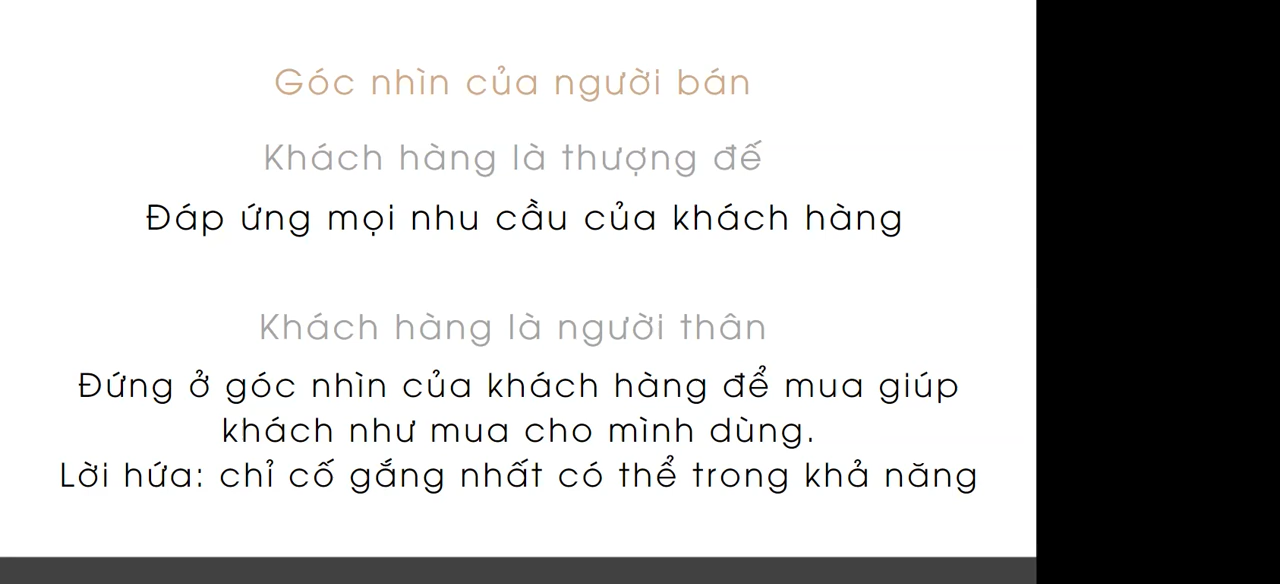 Góc nhìn của người bán
Khách hàng là thượng đế
Đáp ứng mọi nhu cầu của khách hàng
Khách hàng là người thân
Đứng ở góc nhìn của khách hàng để mua giúp
khách như mua cho mình dùng.
Lời hứa: chỉ cố gắng nhất có thể trong khả năng